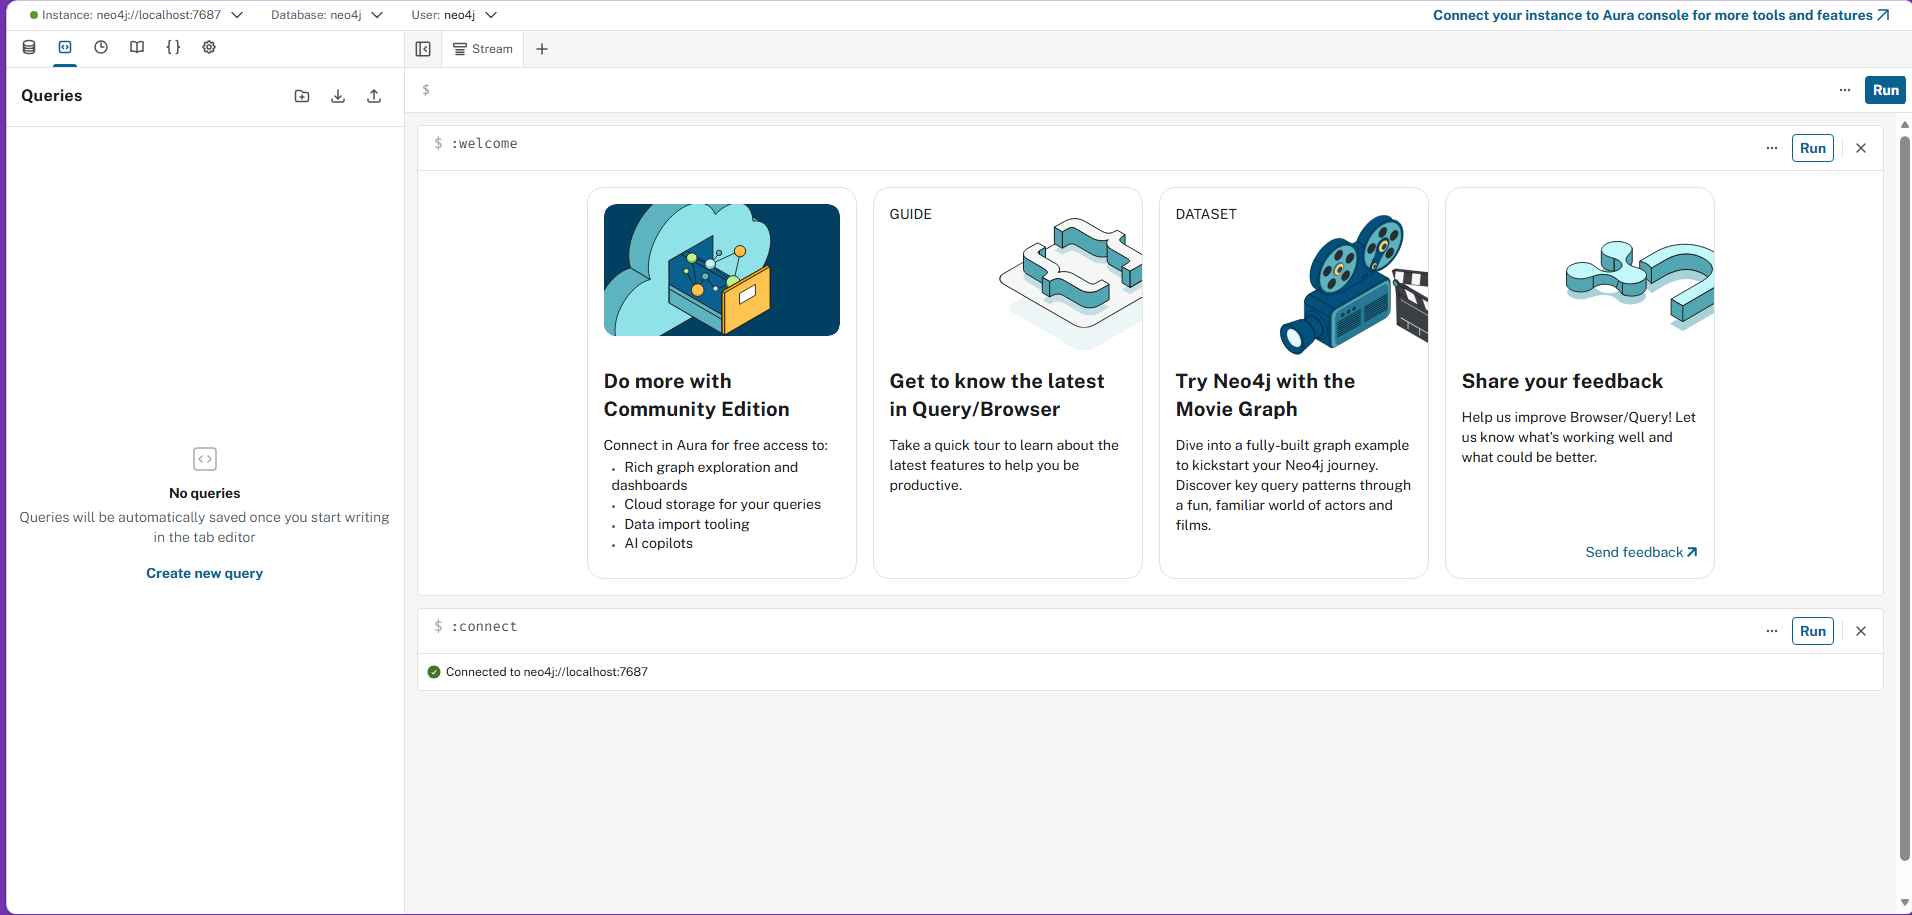 Instance: neo4j://localhost:7687
Database: neo4j
User: neo4j
Connect your instance to Aura console for more tools and features
Stream
Queries
$
Run
$ :welcome
Run
Do more with
Community Edition
Connect in Aura for free access to:
• Rich graph exploration and
dashboards
• Cloud storage for your queries
• Data import tooling
• AI copilots
GUIDE
Get to know the latest
in Query/Browser
Take a quick tour to learn about the
latest features to help you be
productive.
DATASET
Try Neo4j with the
Movie Graph
Dive into a fully-built graph example
to kickstart your Neo4j journey.
Discover key query patterns through
a fun, familiar world of actors and
films.
Share your feedback
Help us improve Browser/Query! Let
us know what's working well and
what could be better.
Send feedback
No queries
Queries will be automatically saved once you start writing
in the tab editor
Create new query
$ :connect
Run
Connected to neo4j://localhost:7687